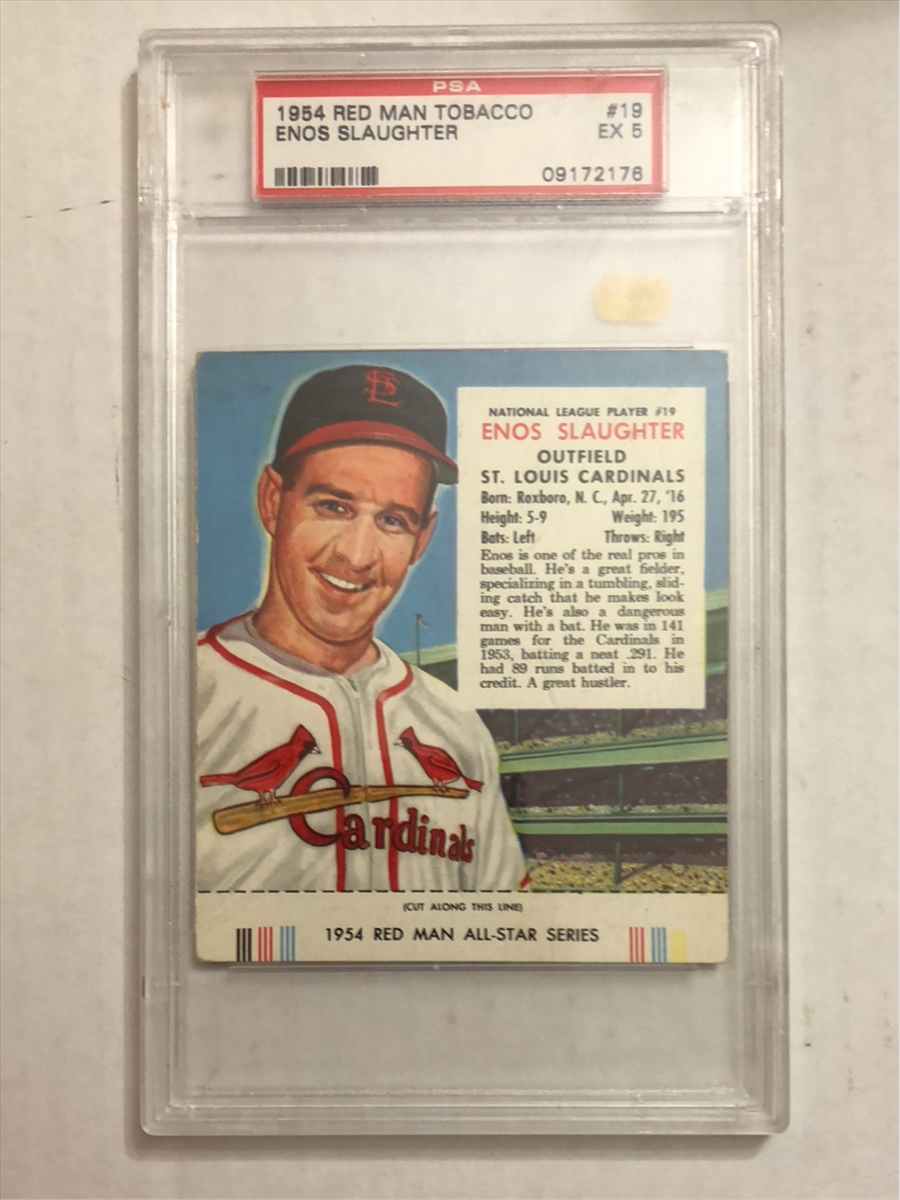 PSA
1954 RED MAN TOBACCO #19
ENOS SLAUGHTER EX 5
09172176
StL
NATIONAL LEAGUE PLAYER #19
ENOS SLAUGHTER
OUTFIELD
ST. LOUIS CARDINALS
Born: Roxboro, N. C., Apr. 27, '16
Height: 5-9 Weight: 195
Bats: Left Throws: Right
Enos is one of the real pros in
baseball. He's a great fielder,
specializing in a tumbling, slid-
ing catch that he makes look
easy. He's also a dangerous
man with a bat. He was in 141
games for the Cardinals in
1953, batting a neat .291. He
had 89 runs batted in to his
credit. A great hustler.
Cardinals
(CUT ALONG THIS LINE)
1954 RED MAN ALL-STAR SERIES